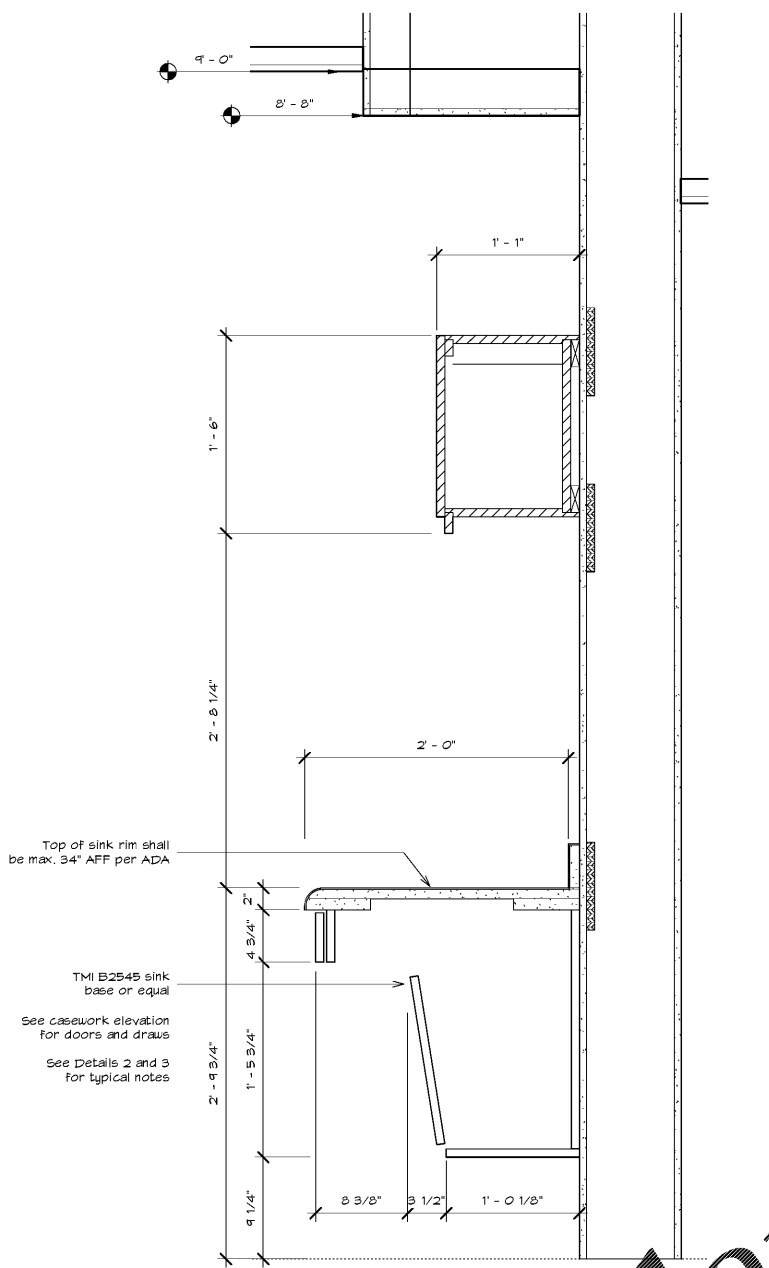 9' - 0"
8' - 8"
1' - 1"
1' - 6"
2' - 8 1/4"
2' - 0"
Top of sink rim shall
be max. 34" AFF per ADA
2"
4 3/4"
TMI B2545 sink
base or equal
See casework elevation
for doors and draws
See Details 2 and 3
for typical notes
2' - 9 3/4"
1' - 5 3/4"
8 3/8"
3 1/2"
1' - 0 1/8"
9 1/4"